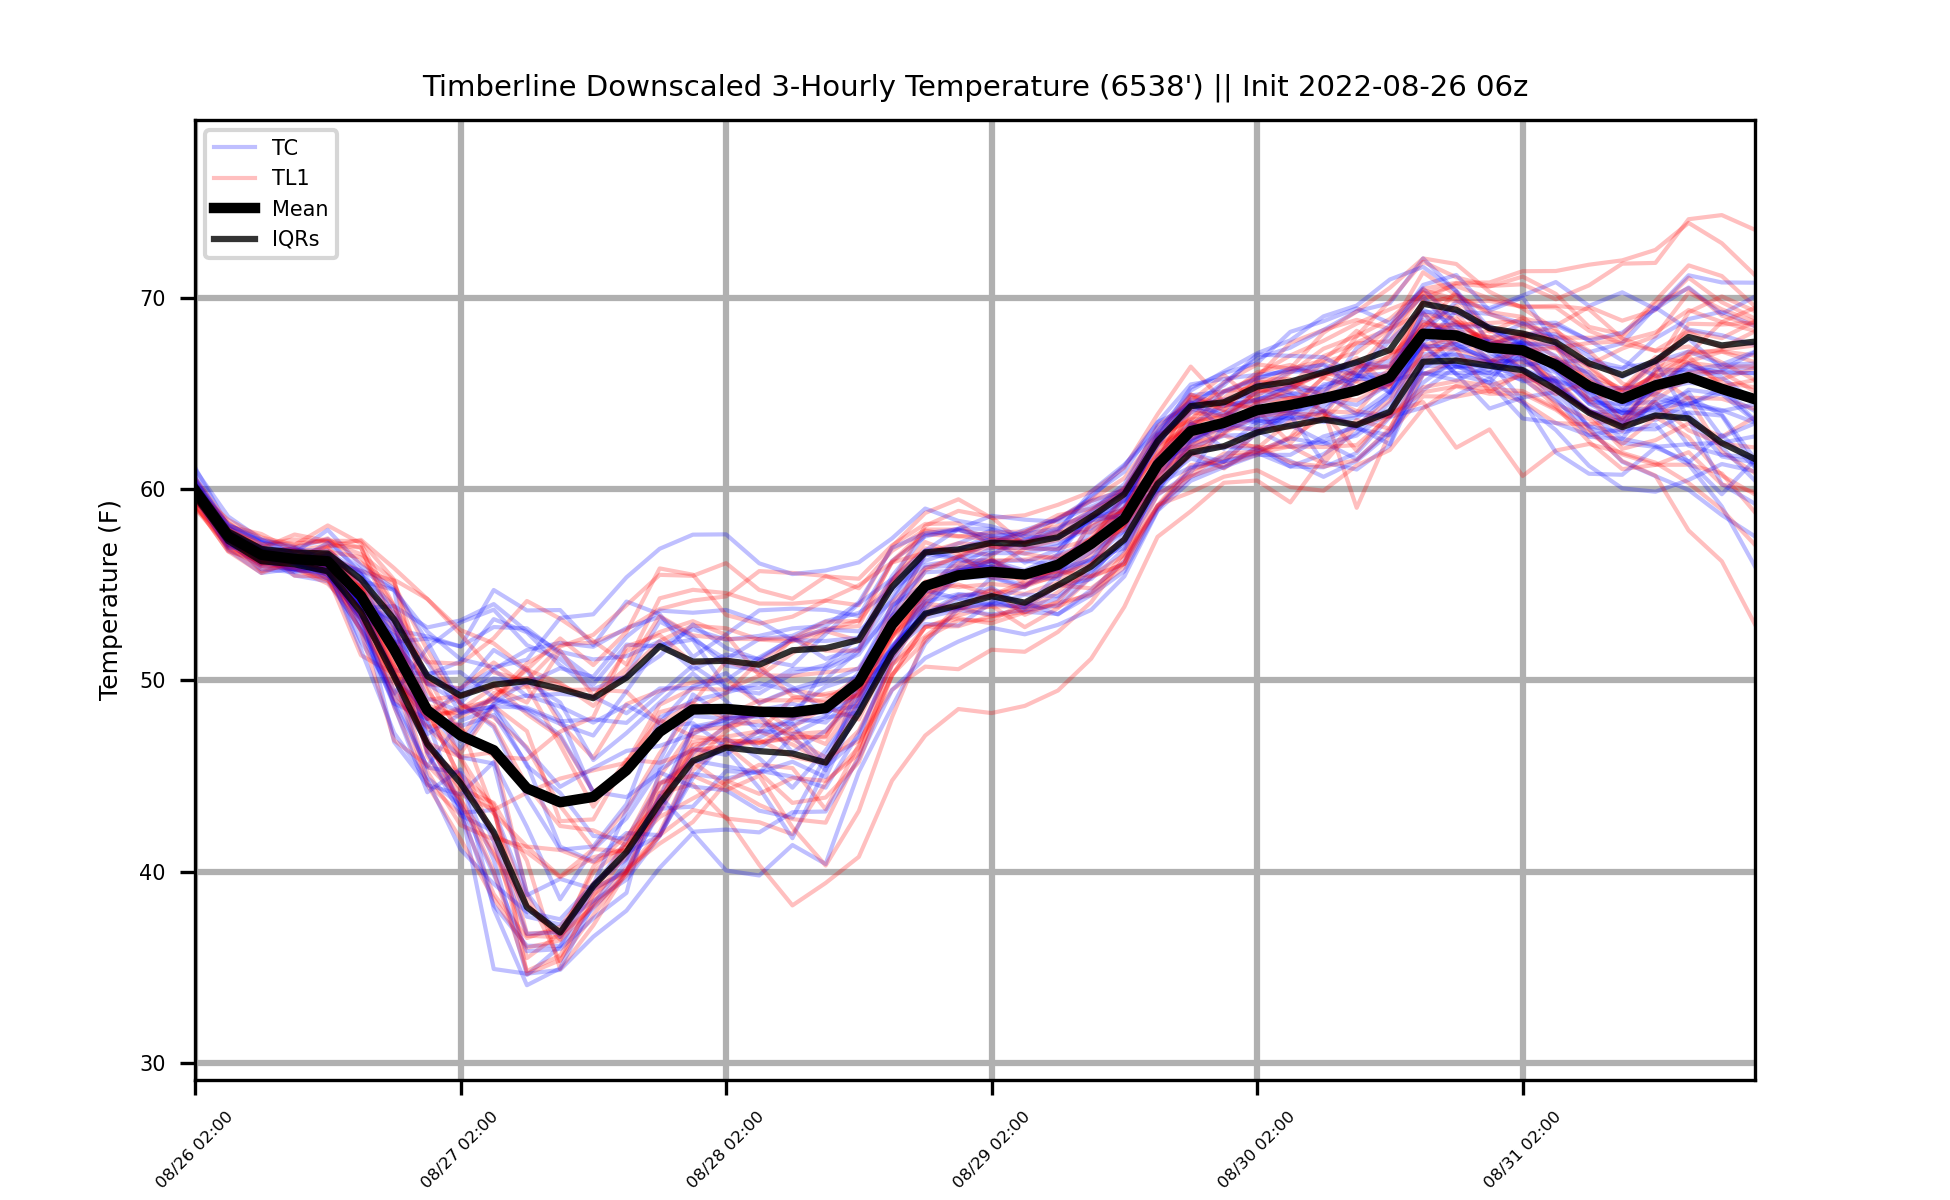 Timberline Downscaled 3-Hourly Temperature (6538') || Init 2022-08-26 06z
TC
TL1
Mean
IQRs
Temperature (F)
70
60
50
40
30
08/26 02:00
08/27 02:00
08/28 02:00
08/29 02:00
08/30 02:00
08/31 02:00